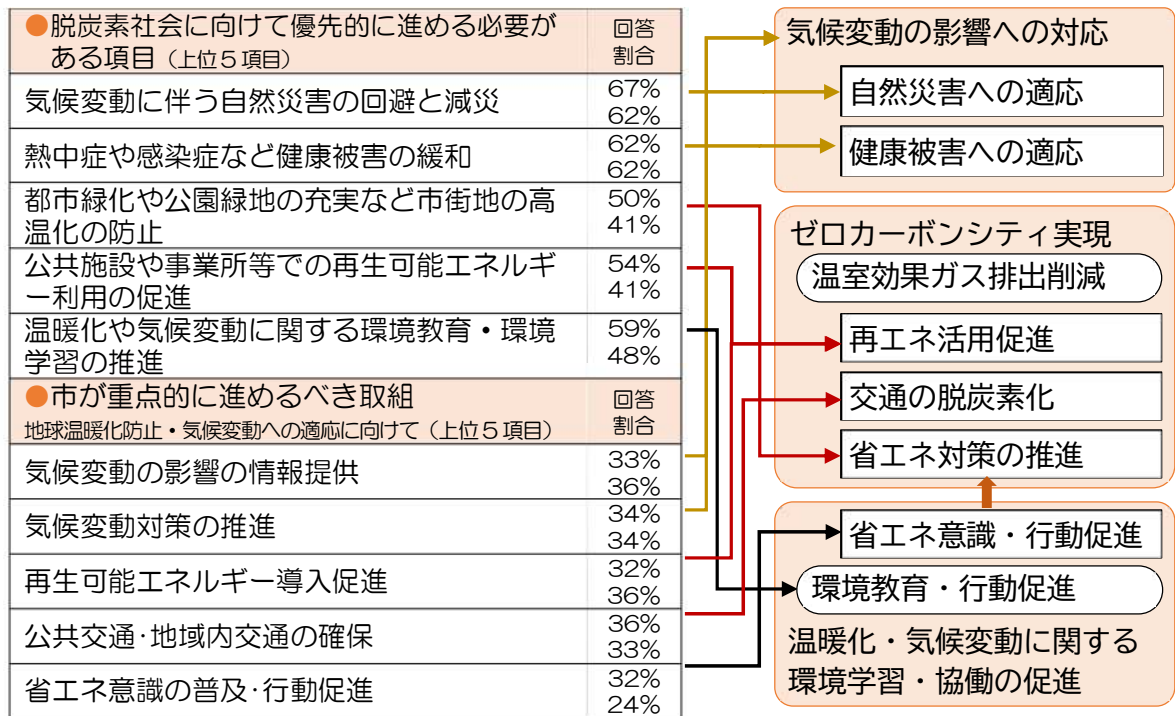 ●脱炭素社会に向けて優先的に進める必要が
ある項目（上位５項目）
回答
割合
気候変動に伴う自然災害の回避と減災
67%
62%
熱中症や感染症など健康被害の緩和
62%
62%
都市緑化や公園緑地の充実など市街地の高
温化の防止
50%
41%
公共施設や事業所等での再生可能エネルギ
ー利用の促進
54%
41%
温暖化や気候変動に関する環境教育・環境
学習の推進
59%
48%
●市が重点的に進めるべき取組
地球温暖化防止・気候変動への適応に向けて（上位５項目）
回答
割合
気候変動の影響の情報提供
33%
36%
気候変動対策の推進
34%
34%
再生可能エネルギー導入促進
32%
36%
公共交通･地域内交通の確保
36%
33%
省エネ意識の普及･行動促進
32%
24%
気候変動の影響への対応
自然災害への適応
健康被害への適応
ゼロカーボンシティ実現
温室効果ガス排出削減
再エネ活用促進
交通の脱炭素化
省エネ対策の推進
省エネ意識・行動促進
環境教育・行動促進
温暖化・気候変動に関する
環境学習・協働の促進